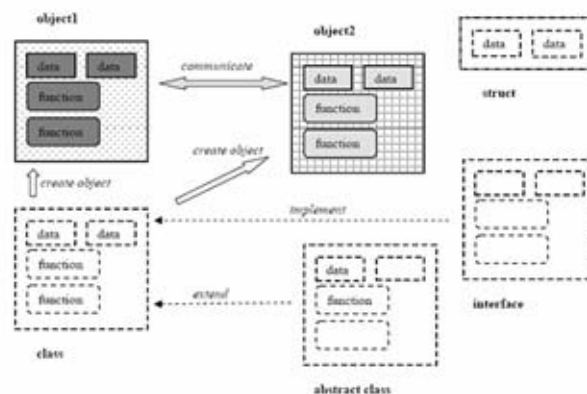 object1
object2
data data
communicate
data data
data data
function
function
struct
function
function
create object
create object
implement
data data
function
data
function
extend
function
interface
class
abstract class